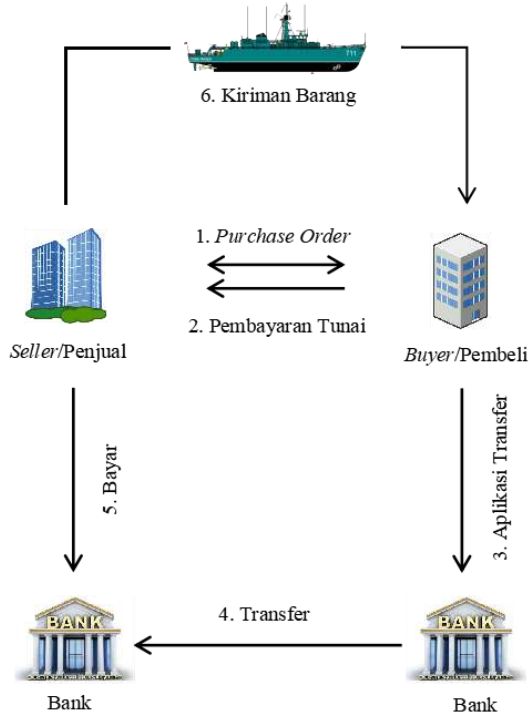 711
6. Kiriman Barang
1. Purchase Order
2. Pembayaran Tunai
Seller/Penjual
Buyer/Pembeli
5. Bayar
3. Aplikasi Transfer
4. Transfer
BANK
BANK
Bank
Bank